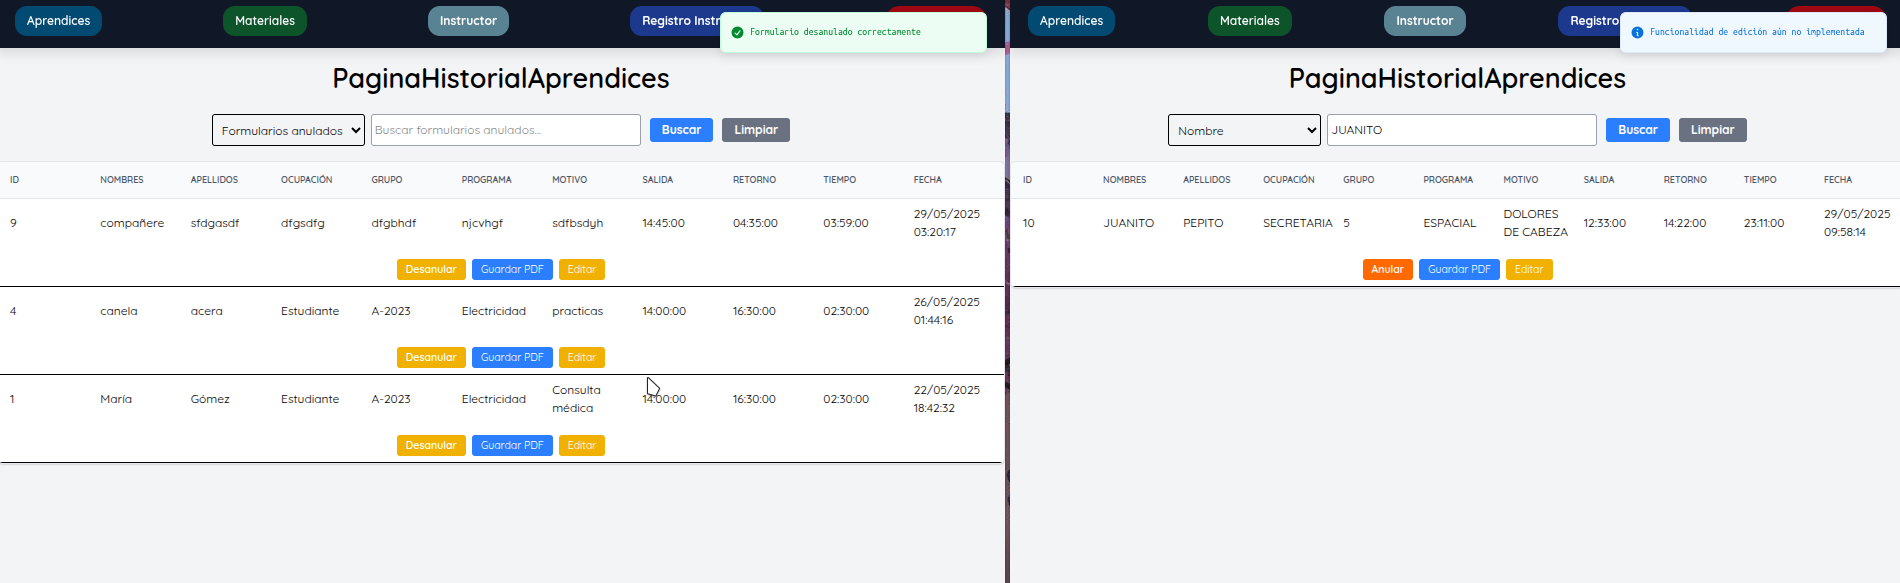 Aprendices
Materiales
Instructor
Registro Instr
Formulario desanulado correctamente
PaginaHistorialAprendices
Formularios anulados
Buscar formularios anulados...
Buscar
Limpiar
ID NOMBRES APELLIDOS OCUPACIÓN GRUPO PROGRAMA MOTIVO SALIDA RETORNO TIEMPO FECHA
9 compañere sfdgasdf dfgsdfg dfgbhdf njcvhgf sdfbsdyh 14:45:00 04:35:00 03:59:00 29/05/2025
03:20:17
Desanular Guardar PDF Editar
4 canela acera Estudiante A-2023 Electricidad practicas 14:00:00 16:30:00 02:30:00 26/05/2025
01:44:16
Desanular Guardar PDF Editar
1 María Gómez Estudiante A-2023 Electricidad Consulta
médica 14:00:00 16:30:00 02:30:00 22/05/2025
18:42:32
Desanular Guardar PDF Editar
Aprendices
Materiales
Instructor
Registro
Funcionalidad de edición aún no implementada
PaginaHistorialAprendices
Nombre
JUANITO
Buscar
Limpiar
ID NOMBRES APELLIDOS OCUPACIÓN GRUPO PROGRAMA MOTIVO SALIDA RETORNO TIEMPO FECHA
10 JUANITO PEPITO SECRETARIA 5 ESPACIAL DOLORES
DE CABEZA 12:33:00 14:22:00 23:11:00 29/05/2025
09:58:14
Anular Guardar PDF Editar